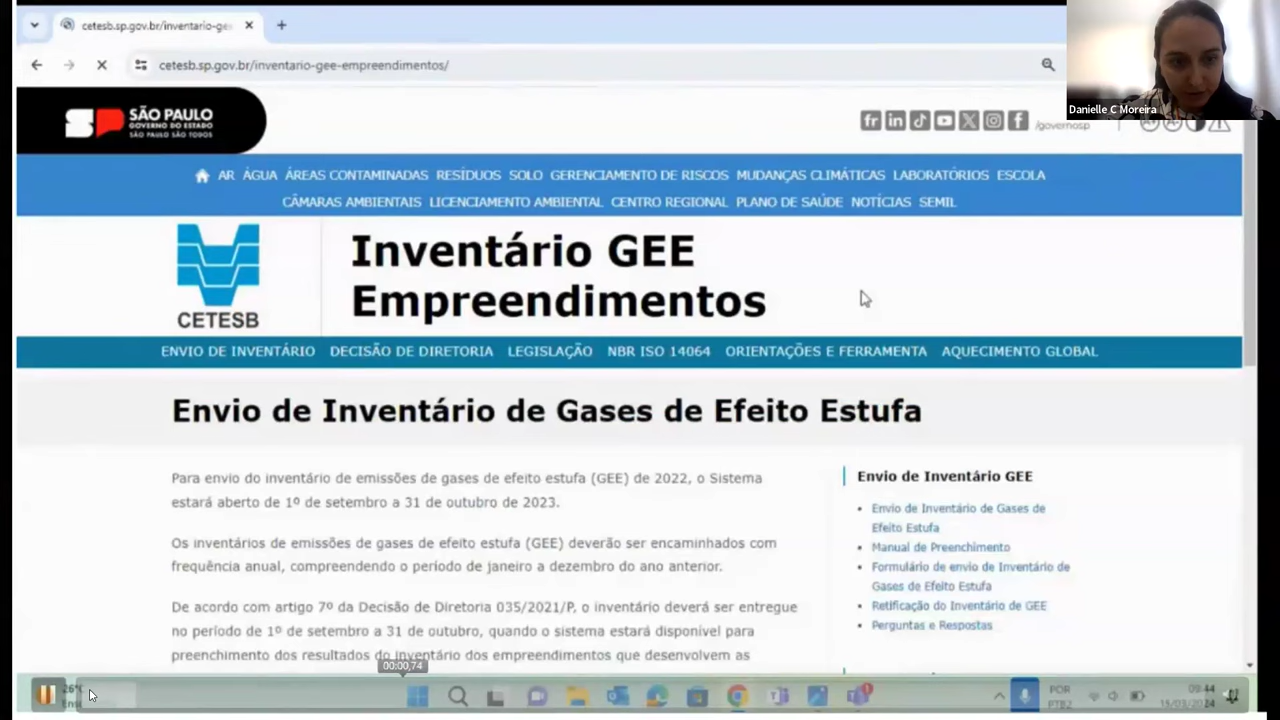 cetesb.sp.gov.br/inventario-ge
cetesb.sp.gov.br/inventario-gee-empreendimentos/
Danielle C Moreira
SÃO PAULO
GOVERNO DO ESTADO
SÃO PAULO SÃO TODOS
/governosp
AR ÁGUA ÁREAS CONTAMINADAS RESÍDUOS SOLO GERENCIAMENTO DE RISCOS MUDANÇAS CLIMÁTICAS LABORATÓRIOS ESCOLA
CÂMARAS AMBIENTAIS LICENCIAMENTO AMBIENTAL CENTRO REGIONAL PLANO DE SAÚDE NOTÍCIAS SEMIL
CETESB
Inventário GEE
Empreendimentos
ENVIO DE INVENTÁRIO DECISÃO DE DIRETORIA LEGISLAÇÃO NBR ISO 14064 ORIENTAÇÕES E FERRAMENTA AQUECIMENTO GLOBAL
Envio de Inventário de Gases de Efeito Estufa
Para envio do inventário de emissões de gases de efeito estufa (GEE) de 2022, o Sistema
estará aberto de 1º de setembro a 31 de outubro de 2023.
Os inventários de emissões de gases de efeito estufa (GEE) deverão ser encaminhados com
frequência anual, compreendendo o período de janeiro a dezembro do ano anterior.
De acordo com artigo 7º da Decisão de Diretoria 035/2021/P, o inventário deverá ser entregue
no período de 1º de setembro a 31 de outubro, quando o sistema estará disponível para
preenchimento dos resultados do inventário dos empreendimentos que desenvolvem as
Envio de Inventário GEE
Envio de Inventário de Gases de
Efeito Estufa
Manual de Preenchimento
Formulário de envio de Inventário de
Gases de Efeito Estufa
Retificação do Inventário de GEE
Perguntas e Respostas
00:00,74
26°C
POR
PTB2
09:44
15/03/2024